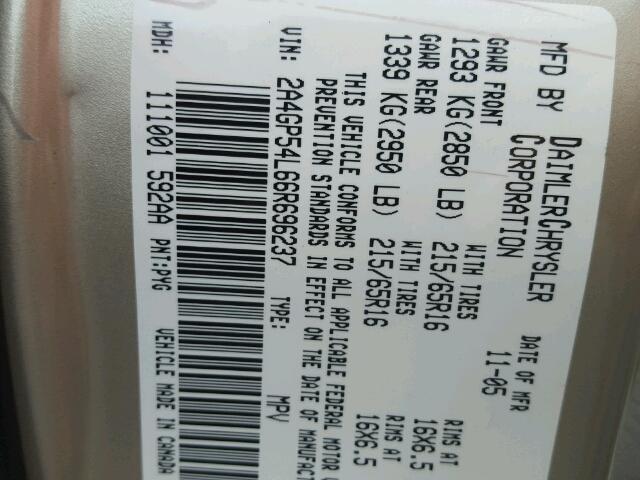 MFD BY DAIMLERCHRYSLER CORPORATION DATE OF MFR 11-05
GAWR FRONT WITH TIRES RIMS AT
1293 KG(2850 LB) 215/65R16 16X6.5
GAWR REAR WITH TIRES RIMS AT
1339 KG(2950 LB) 215/65R16 16X6.5
THIS VEHICLE CONFORMS TO ALL APPLICABLE FEDERAL MOTOR
PREVENTION STANDARDS IN EFFECT ON THE DATE OF MANUFACT
VIN: 2A4GP54L66R696237 TYPE: MPV
MDH: 111001 592AA PNT:PYG VEHICLE MADE IN CANADA